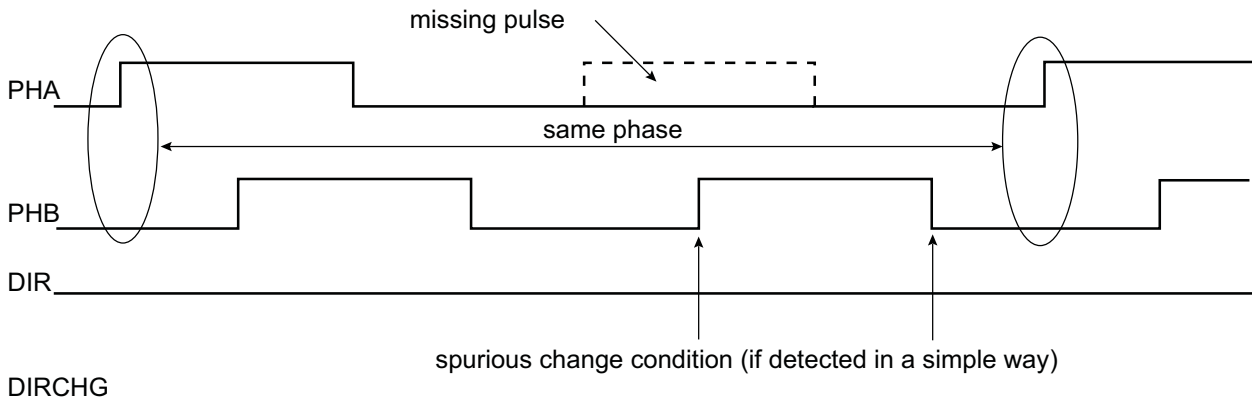 missing pulse
PHA
same phase
PHB
DIR
spurious change condition (if detected in a simple way)
DIRCHG